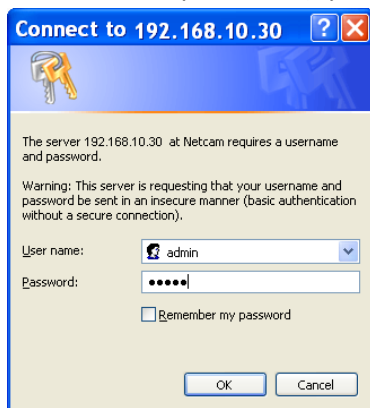 Connect to 192.168.10.30
The server 192.168.10.30 at Netcam requires a username
and password.
Warning: This server is requesting that your username and
password be sent in an insecure manner (basic authentication
without a secure connection).
User name:
admin
Password:
●●●●●
Remember my password
OK
Cancel